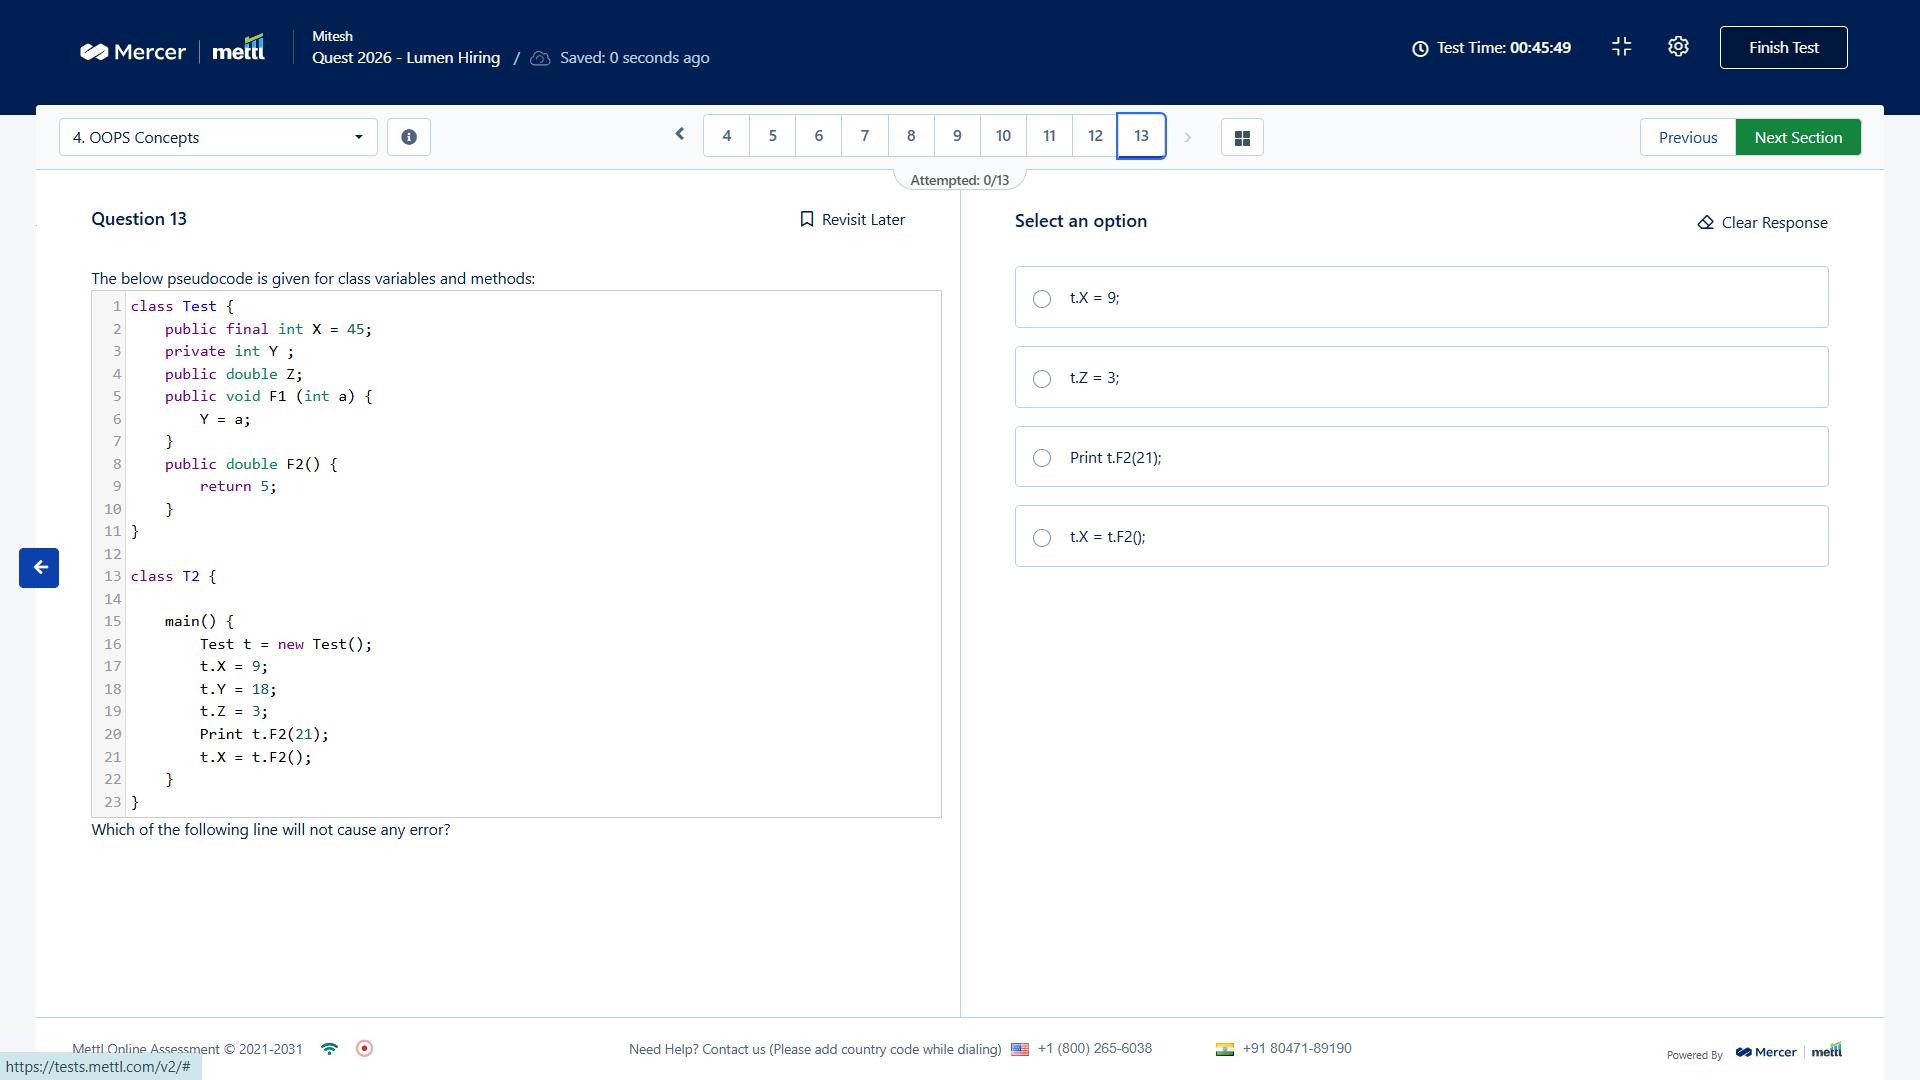 Mercer | mettl
Mitesh
Quest 2026 - Lumen Hiring / Saved: 0 seconds ago
Test Time: 00:45:49
Finish Test
4. OOPS Concepts
4 5 6 7 8 9 10 11 12 13
Previous
Next Section
Attempted: 0/13
Question 13
Revisit Later
The below pseudocode is given for class variables and methods:
1 class Test {
2 public final int X = 45;
3 private int Y ;
4 public double Z;
5 public void F1 (int a) {
6 Y = a;
7 }
8 public double F2() {
9 return 5;
10 }
11 }
12
13 class T2 {
14
15 main() {
16 Test t = new Test();
17 t.X = 9;
18 t.Y = 18;
19 t.Z = 3;
20 Print t.F2(21);
21 t.X = t.F2();
22 }
23 }
Which of the following line will not cause any error?
Select an option
Clear Response
t.X = 9;
t.Z = 3;
Print t.F2(21);
t.X = t.F2();
Mettl Online Assessment © 2021-2031
Need Help? Contact us (Please add country code while dialing) +1 (800) 265-6038 +91 80471-89190
Powered By Mercer | mettl
https://tests.mettl.com/v2/#